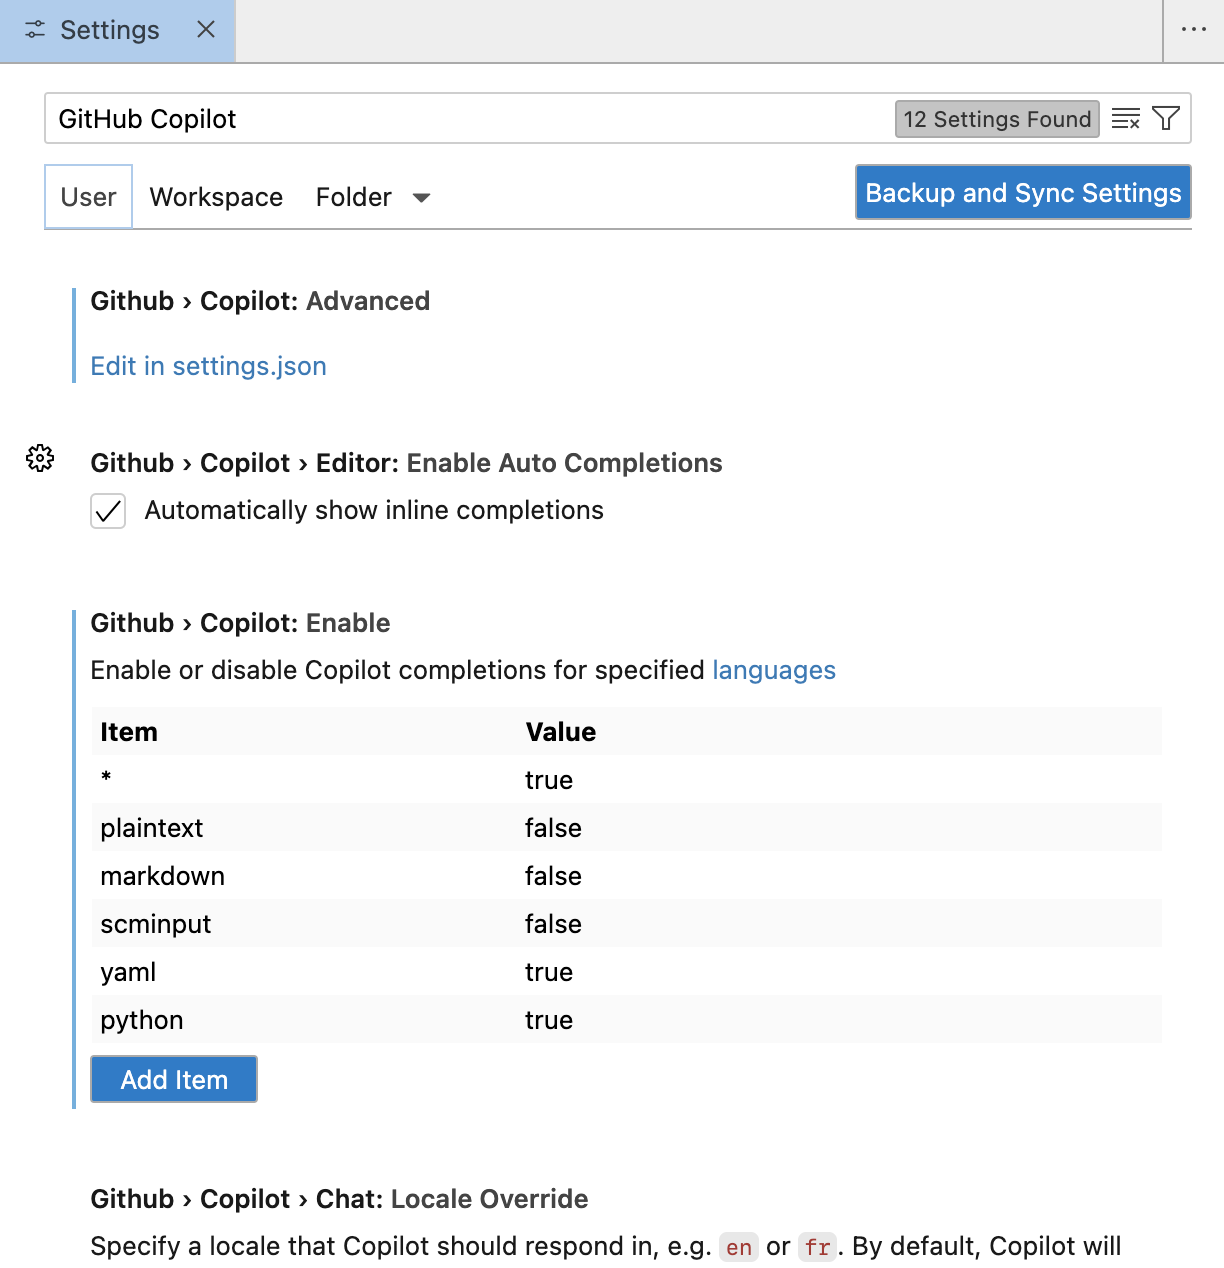 Settings
GitHub Copilot
12 Settings Found
User Workspace Folder
Backup and Sync Settings
Github › Copilot: Advanced
Edit in settings.json
Github › Copilot › Editor: Enable Auto Completions
Automatically show inline completions
Github › Copilot: Enable
Enable or disable Copilot completions for specified languages
Item Value
* true
plaintext false
markdown false
scminput false
yaml true
python true
Add Item
Github › Copilot › Chat: Locale Override
Specify a locale that Copilot should respond in, e.g. en or fr. By default, Copilot will